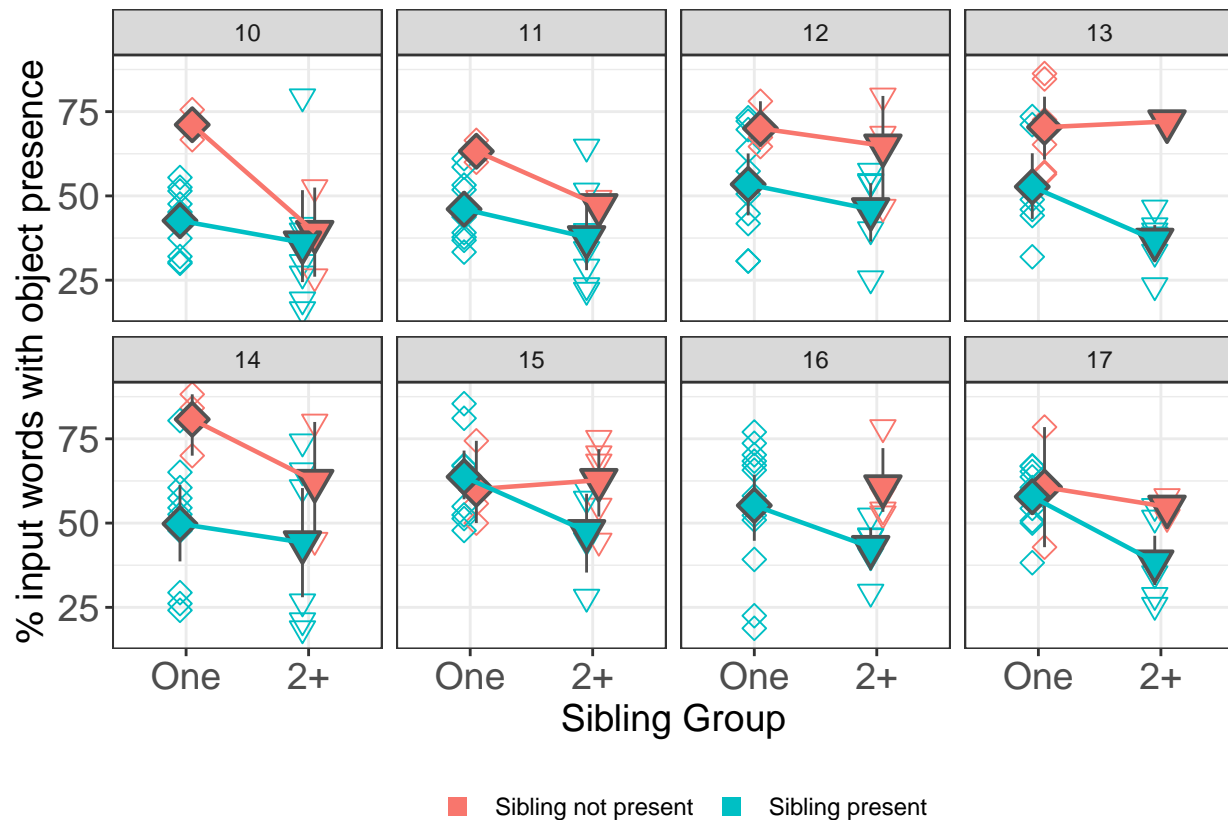 10 11 12 13
75
50
25
14 15 16 17
75
50
25
% input words with object presence
One 2+ One 2+ One 2+ One 2+
Sibling Group
Sibling not present Sibling present